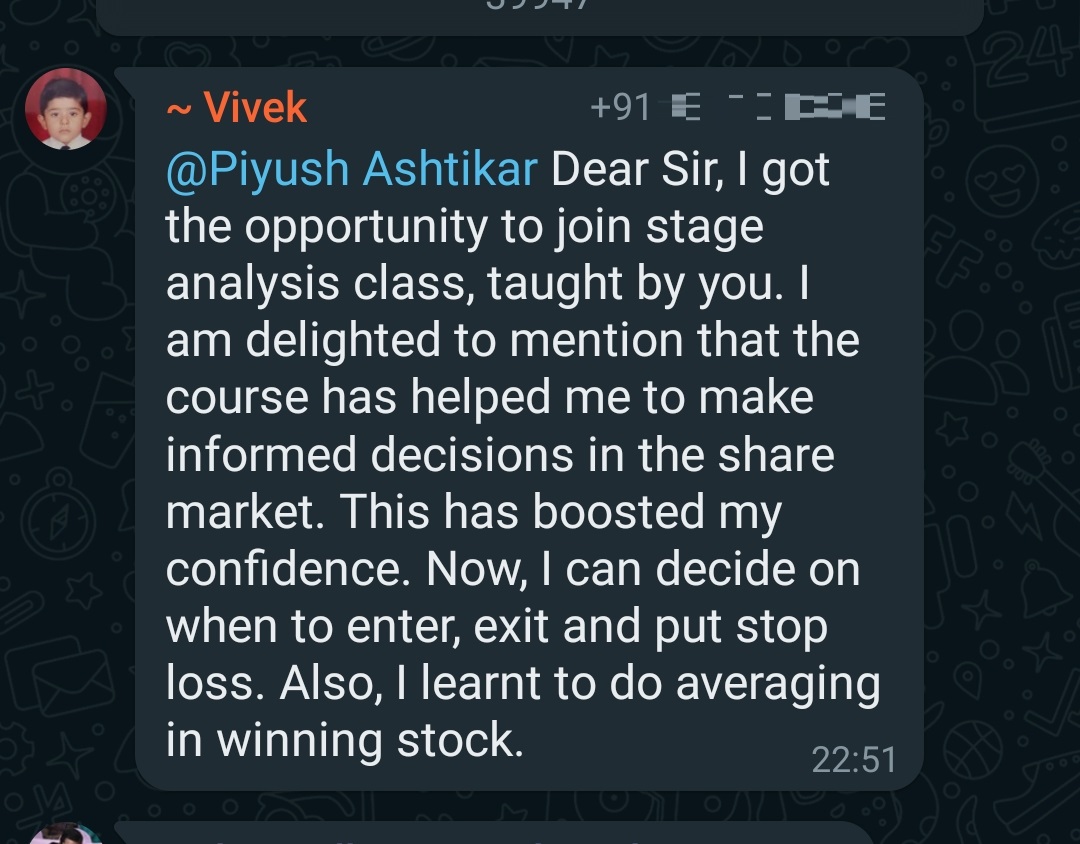 ~ Vivek +91
@Piyush Ashtikar Dear Sir, I got
the opportunity to join stage
analysis class, taught by you. I
am delighted to mention that the
course has helped me to make
informed decisions in the share
market. This has boosted my
confidence. Now, I can decide on
when to enter, exit and put stop
loss. Also, I learnt to do averaging
in winning stock.
22:51